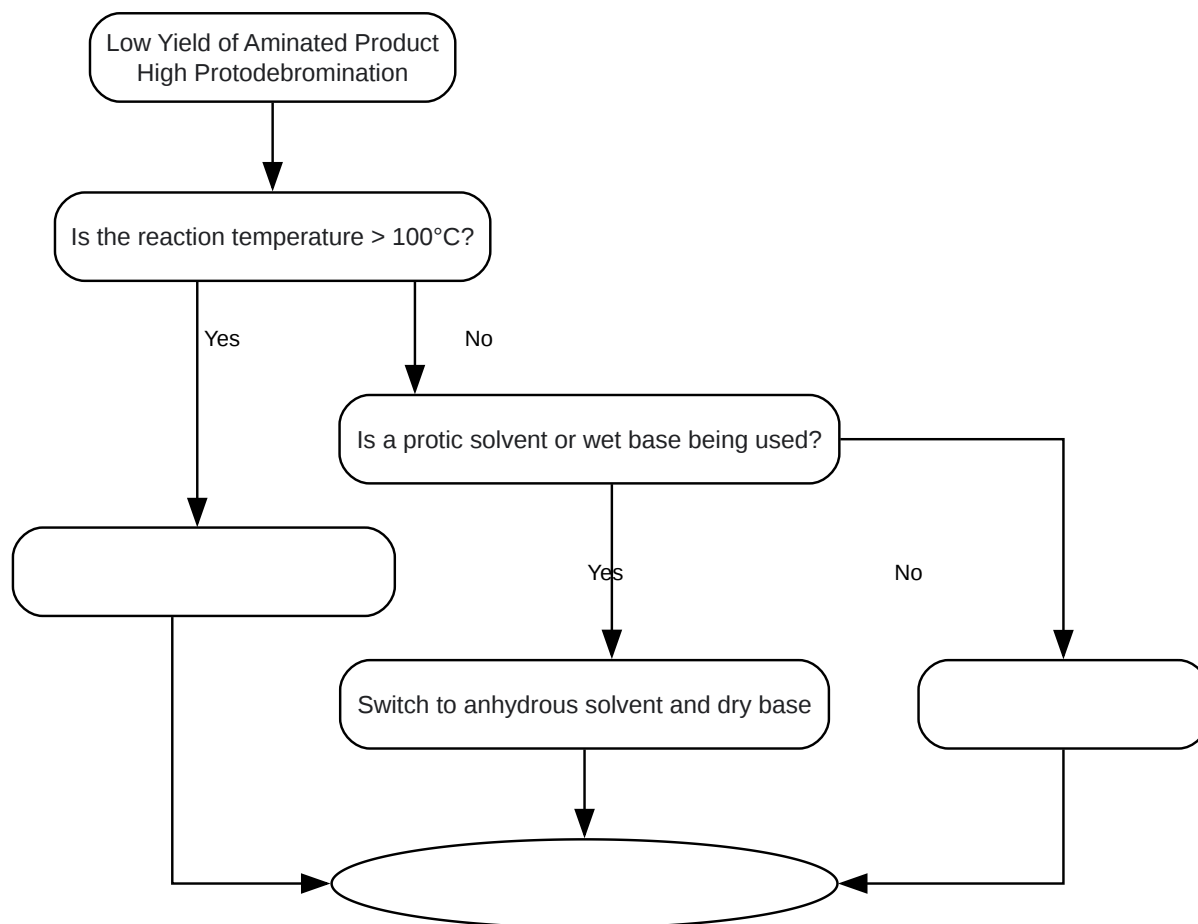 Low Yield of Aminated Product
High Protodebromination
Is the reaction temperature > 100°C?
Yes
No
Is a protic solvent or wet base being used?
Yes
No
Switch to anhydrous solvent and dry base